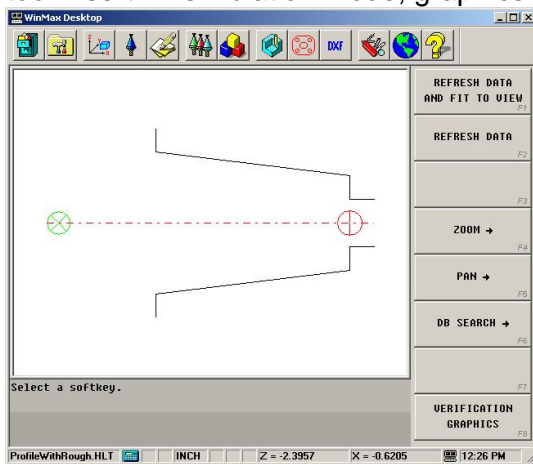 WinMax Desktop
DXF
REFRESH DATA
AND FIT TO VIEW
F1
REFRESH DATA
F2
F3
ZOOM →
F4
PAN →
F5
DB SEARCH →
F6
F7
Select a softkey.
VERIFICATION
GRAPHICS
F8
ProfileWithRough.HLT INCH Z = -2.3957 X = -0.6205 12:26 PM